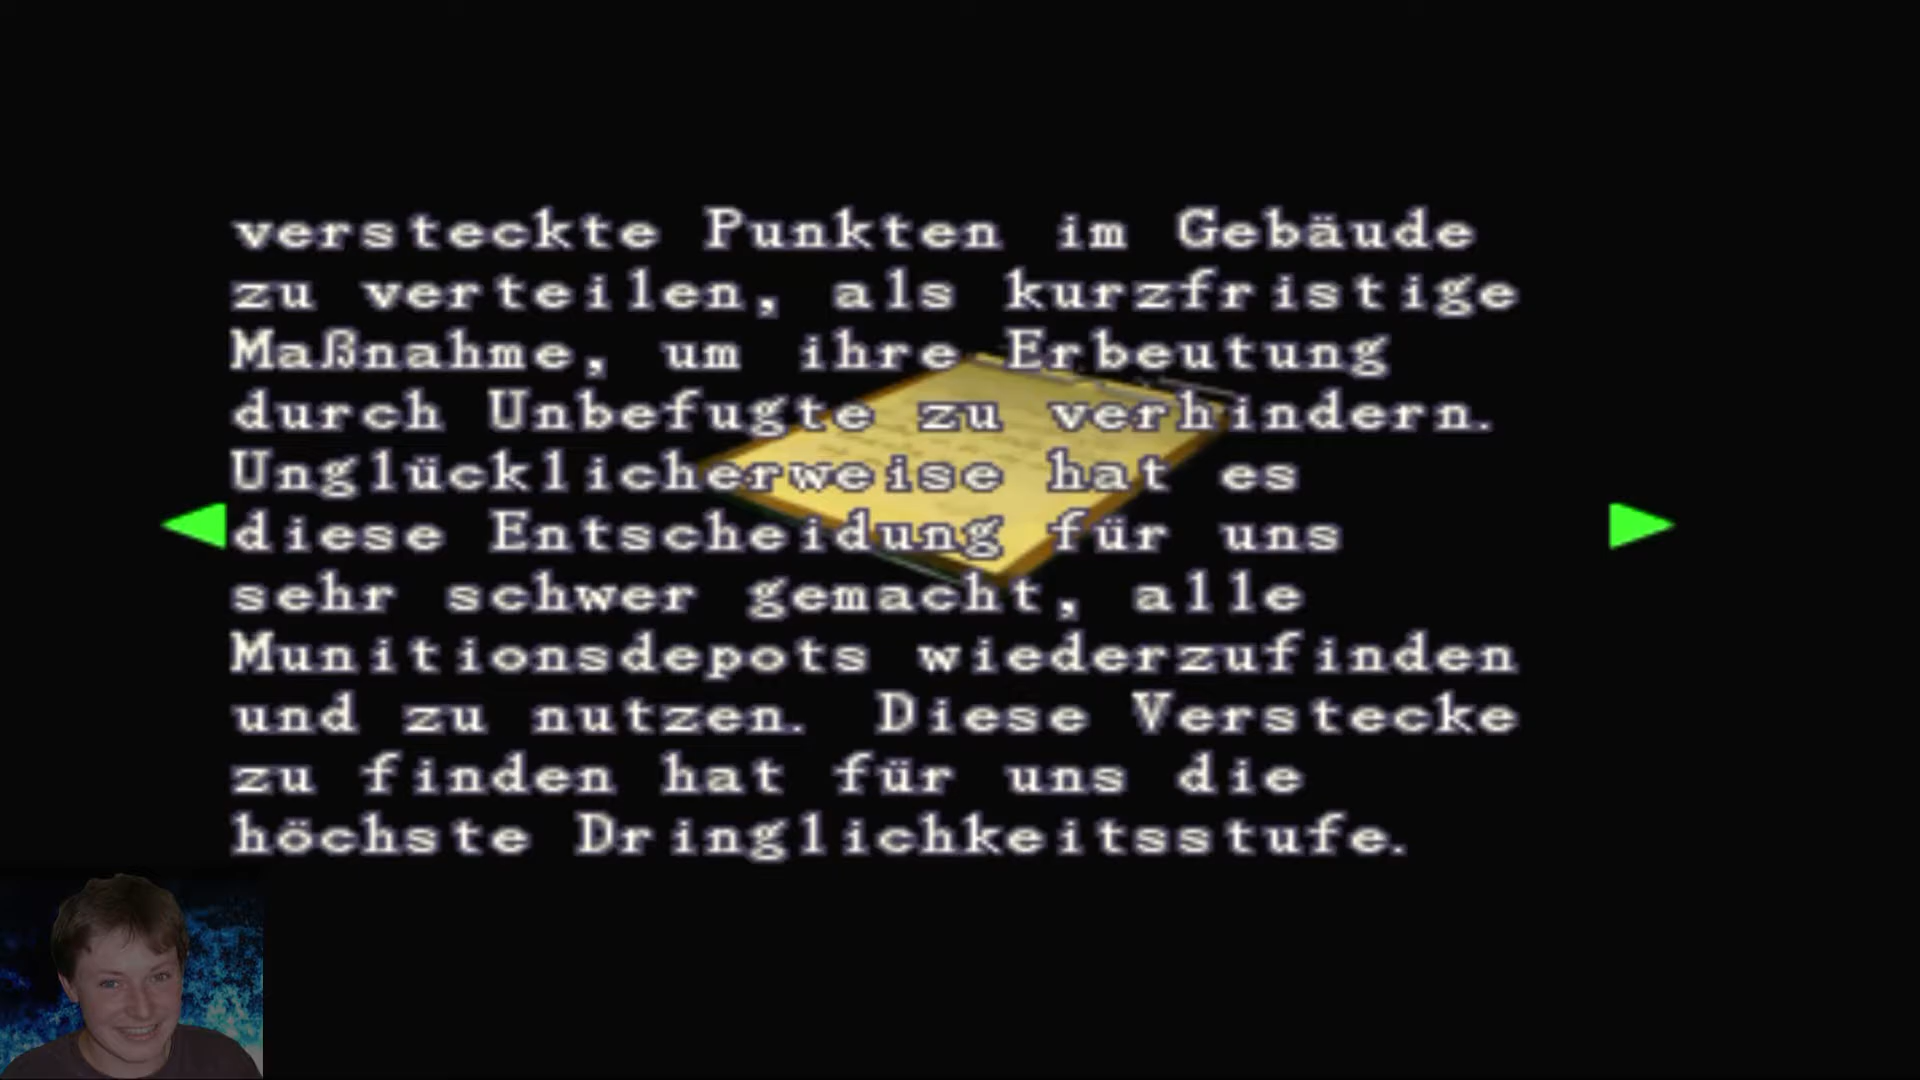 versteckte Punkten im Gebäude
zu verteilen, als kurzfristige
Maßnahme, um ihre Erbeutung
durch Unbefugte zu verhindern.
Unglücklicherweise hat es
diese Entscheidung für uns
sehr schwer gemacht, alle
Munitionsdepots wiederzufinden
und zu nutzen. Diese Verstecke
zu finden hat für uns die
höchste Dringlichkeitsstufe.